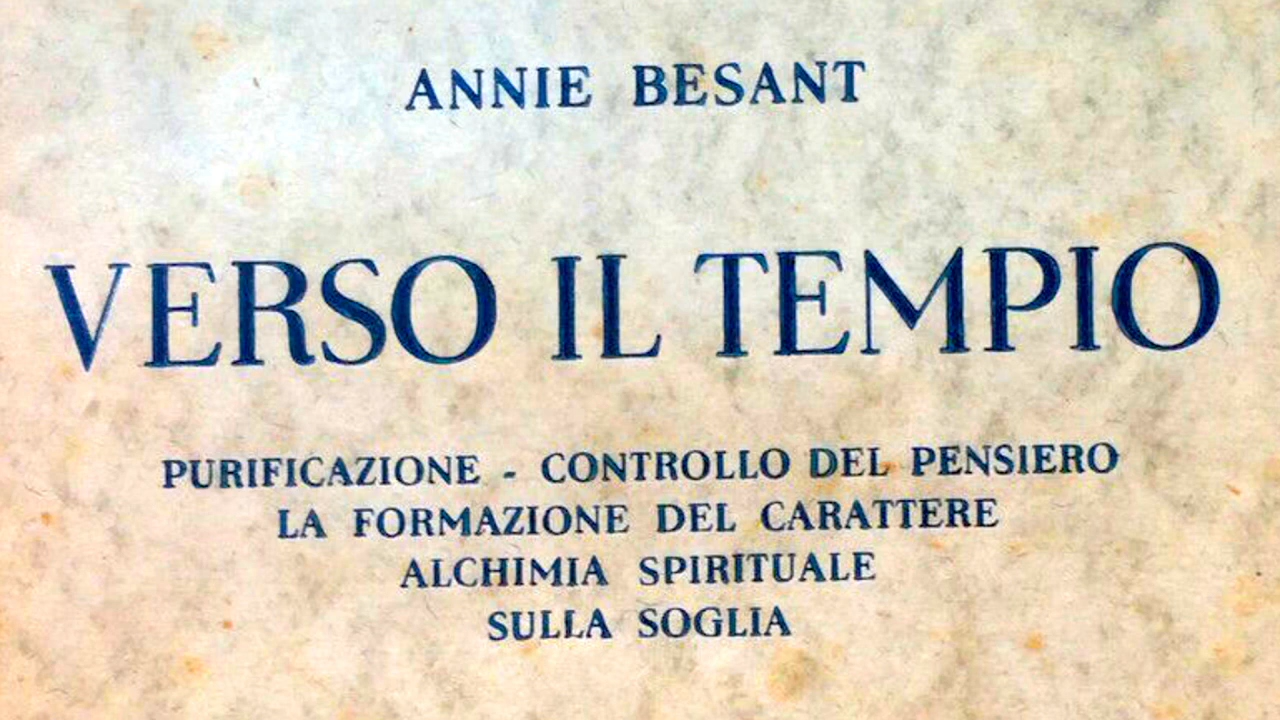 ANNIE BESANT
VERSO IL TEMPIO
PURIFICAZIONE - CONTROLLO DEL PENSIERO
LA FORMAZIONE DEL CARATTERE
ALCHIMIA SPIRITUALE
SULLA SOGLIA